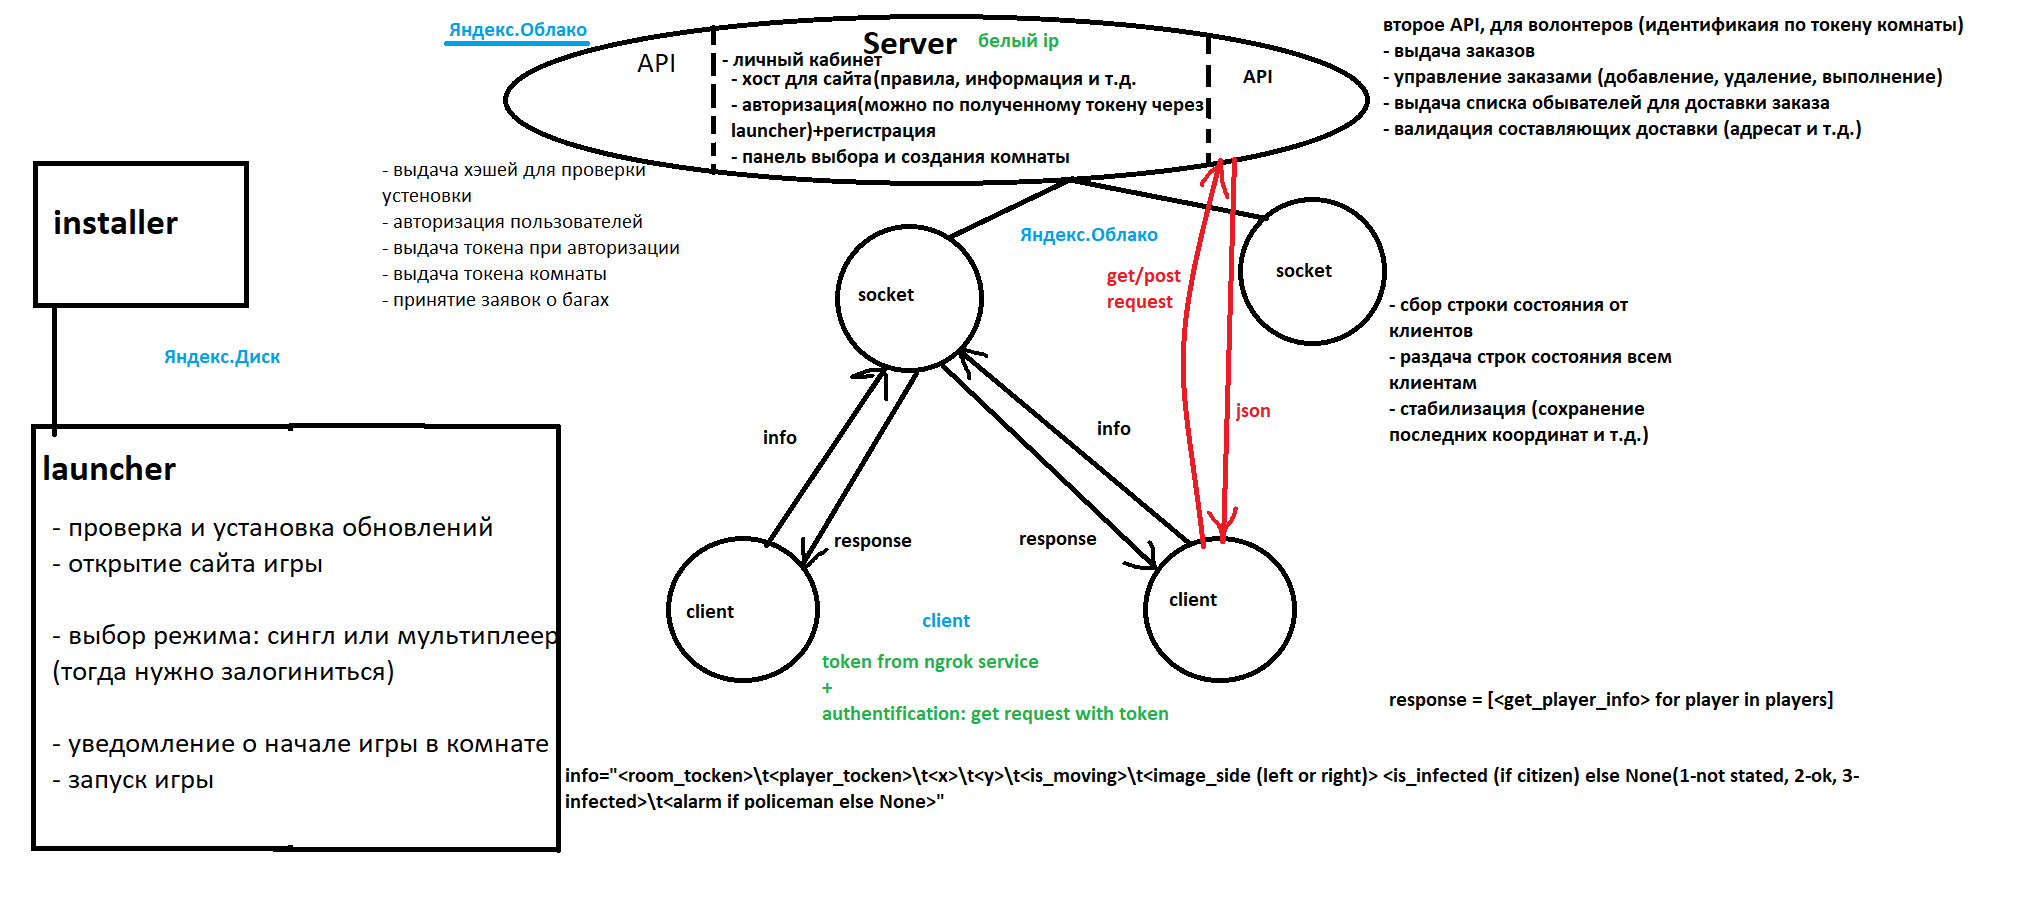 Яндекс.Облако
Server
белый ip
API
- личный кабинет
- хост для сайта(правила, информация и т.д.
- авторизация(можно по полученному токену через
launcher)+регистрация
- панель выбора и создания комнаты
API
второе API, для волонтеров (идентификаия по токену комнаты)
- выдача заказов
- управление заказами (добавление, удаление, выполнение)
- выдача списка обывателей для доставки заказа
- валидация составляющих доставки (адресат и т.д.)
- выдача хэшей для проверки
устеновки
- авторизация пользователей
- выдача токена при авторизации
- выдача токена комнаты
- принятие заявок о багах
installer
Яндекс.Диск
launcher
- проверка и установка обновлений
- открытие сайта игры
- выбор режима: сингл или мультиплеер
(тогда нужно залогиниться)
- уведомление о начале игры в комнате
- запуск игры
Яндекс.Облако
socket
get/post
request
socket
- сбор строки состояния от
клиентов
- раздача строк состояния всем
клиентам
- стабилизация (сохранение
последних координат и т.д.)
json
info
info
response
response
client
client
client
token from ngrok service
+
authentification: get request with token
response = [<get_player_info> for player in players]
info="<room_tocken>\t<player_tocken>\t<x>\t<y>\t<is_moving>\t<image_side (left or right)> <is_infected (if citizen) else None(1-not stated, 2-ok, 3-
infected>\t<alarm if policeman else None>"